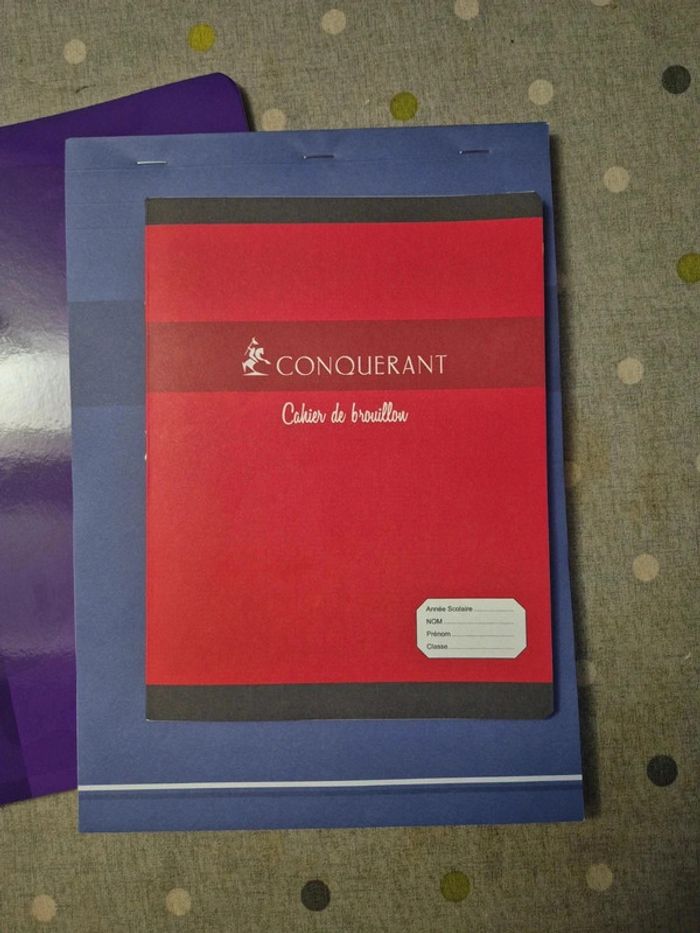 CONQUERANT
Cahier de brouillon
Année Scolaire
NOM
Prénom
Classe